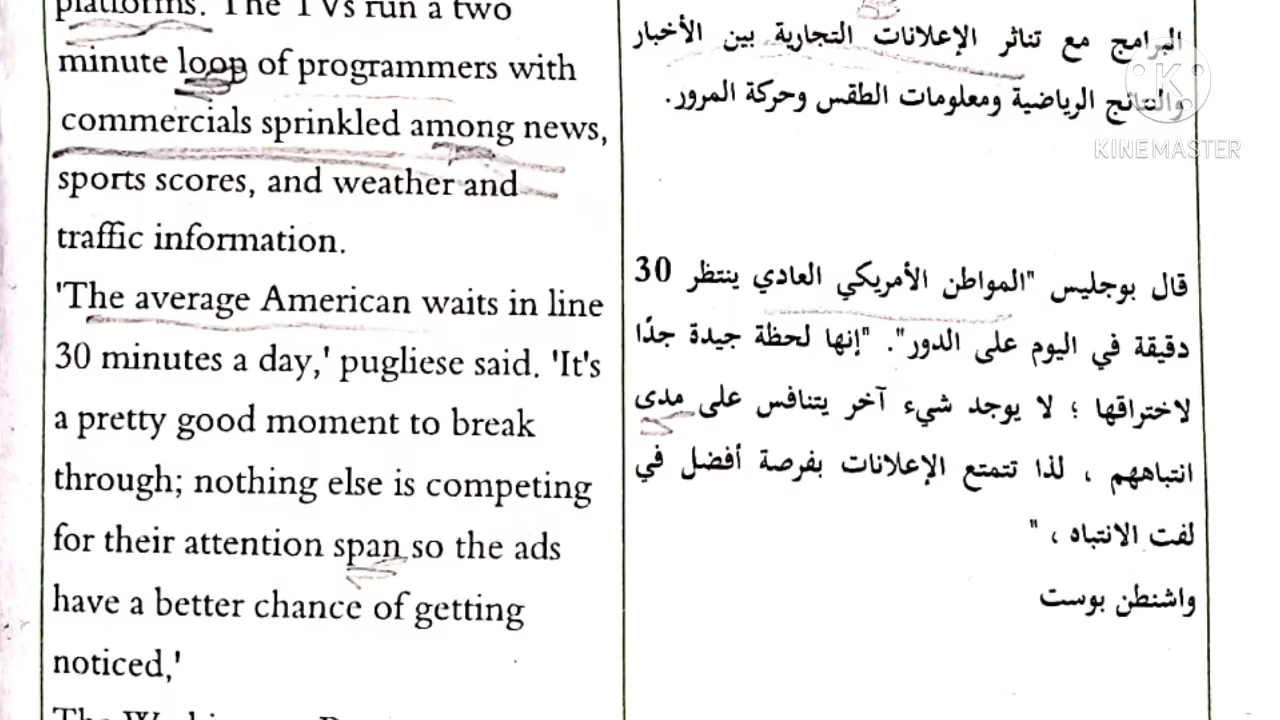 platforms. The TVs run a two
minute loop of programmers with
commercials sprinkled among news,
sports scores, and weather and
traffic information.
'The average American waits in line
30 minutes a day,' pugliese said. 'It's
a pretty good moment to break
through; nothing else is competing
for their attention span so the ads
have a better chance of getting
noticed,'
البرامج مع تناثر الإعلانات التجارية بين الأخبار
والنتائج الرياضية ومعلومات الطقس وحركة المرور.
قال بوجليس "المواطن الأمريكي العادي ينتظر 30
دقيقة في اليوم على الدور". "إنها لحظة جيدة جدًا
لاختراقها ؛ لا يوجد شيء آخر يتنافس على مدى
انتباههم ، لذا تتمتع الإعلانات بفرصة أفضل في
لفت الانتباه ، "
واشنطن بوست
K
KINEMASTER